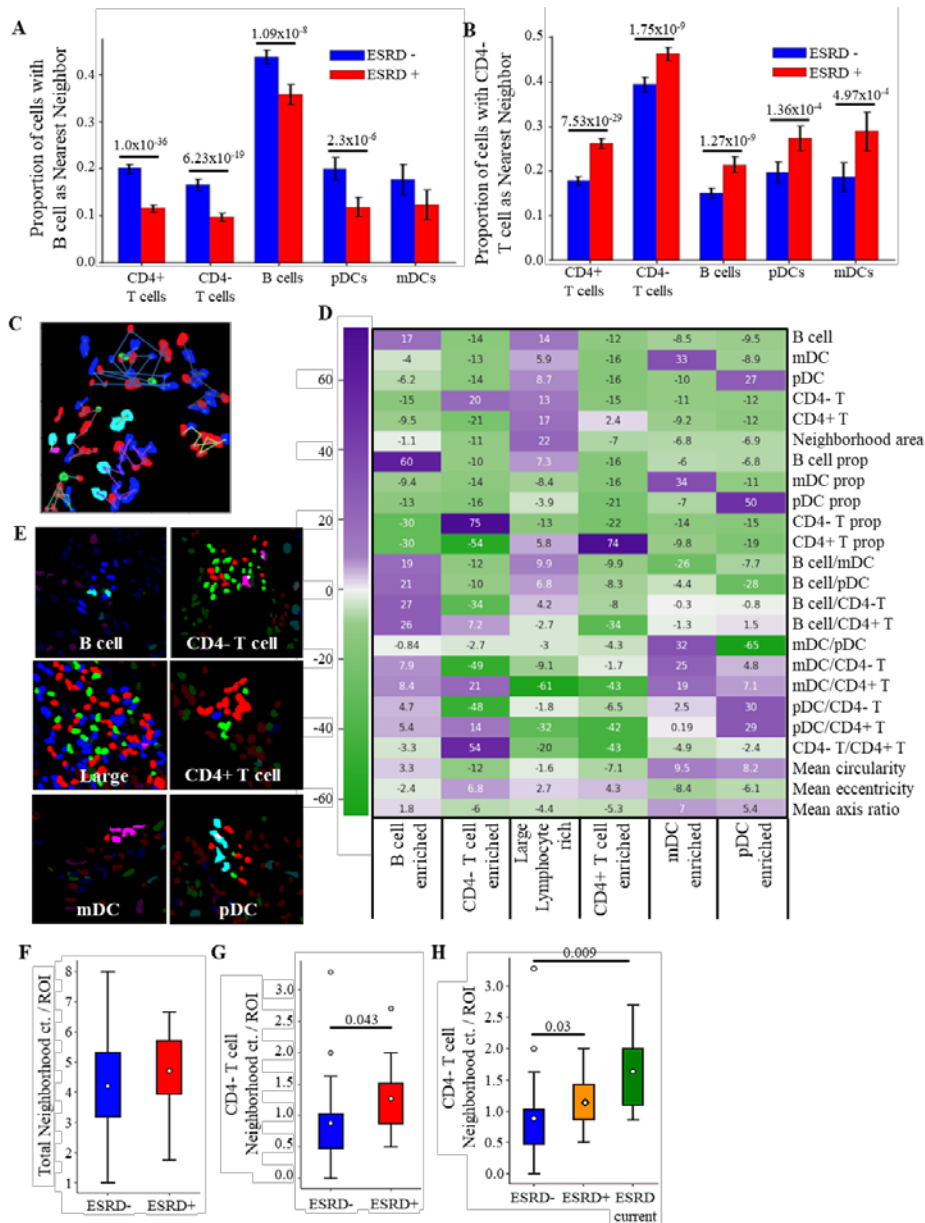 A
Proportion of cells with
B cell as Nearest Neighbor
0.4
0.3
0.2
0.1
0.0
1.0x10-36
6.23x10-19
1.09x10-8
2.3x10-6
ESRD -
ESRD +
CD4+
T cells
CD4-
T cells
B cells
pDCs
mDCs
B
Proportion of cells with CD4-
T cell as Nearest Neighbor
0.5
0.4
0.3
0.2
0.1
0.0
7.53x10-29
1.75x10-9
1.27x10-9
1.36x10-4
4.97x10-4
ESRD -
ESRD +
CD4+
T cells
CD4-
T cells
B cells
pDCs
mDCs
C
D
60
40
20
0
-20
-40
-60
17 -14 14 -12 -8.5 -9.5 B cell
-4 -13 5.9 -16 33 -8.9 mDC
-6.2 -14 8.7 -16 -10 27 pDC
-15 20 13 -15 -11 -12 CD4- T
-9.5 -21 17 2.4 -9.2 -12 CD4+ T
-1.1 -11 22 -7 -6.8 -6.9 Neighborhood area
60 -10 7.3 -16 -6 -6.8 B cell prop
-9.4 -14 -8.4 -16 34 -11 mDC prop
-13 -16 -3.9 -21 -7 50 pDC prop
-30 75 -13 -22 -14 -15 CD4- T prop
-30 -54 5.8 74 -9.8 -19 CD4+ T prop
19 -12 9.9 -9.9 -26 -7.7 B cell/mDC
21 -10 6.8 -8.3 -4.4 -28 B cell/pDC
27 -34 4.2 -8 -0.3 -0.8 B cell/CD4-T
26 7.2 -2.7 -34 -1.3 1.5 B cell/CD4+ T
-0.84 -2.7 -3 -4.3 32 -65 mDC/pDC
7.9 -49 -9.1 -1.7 25 4.8 mDC/CD4- T
8.4 21 -61 -43 19 7.1 mDC/CD4+ T
4.7 -48 -1.8 -6.5 2.5 30 pDC/CD4- T
5.4 14 -32 -42 0.19 29 pDC/CD4+ T
-3.3 54 -20 -43 -4.9 -2.4 CD4- T/CD4+ T
3.3 -12 -1.6 -7.1 9.5 8.2 Mean circularity
-2.4 6.8 2.7 4.3 -8.4 -6.1 Mean eccentricity
1.8 -6 -4.4 -5.3 7 5.4 Mean axis ratio
B cell
enriched
CD4- T cell
enriched
Large
Lymphocyte
rich
CD4+ T cell
enriched
mDC
enriched
pDC
enriched
E
B cell
CD4- T cell
Large
CD4+ T cell
mDC
pDC
F
Total Neighborhood ct. / ROI
8
7
6
5
4
3
2
1
ESRD-
ESRD+
G
CD4- T cell
Neighborhood ct. / ROI
3.0
2.5
2.0
1.5
1.0
0.5
0.0
0.043
ESRD-
ESRD+
H
CD4- T cell
Neighborhood ct. / ROI
3.0
2.5
2.0
1.5
1.0
0.5
0.0
0.009
0.03
ESRD-
ESRD+
ESRD
current